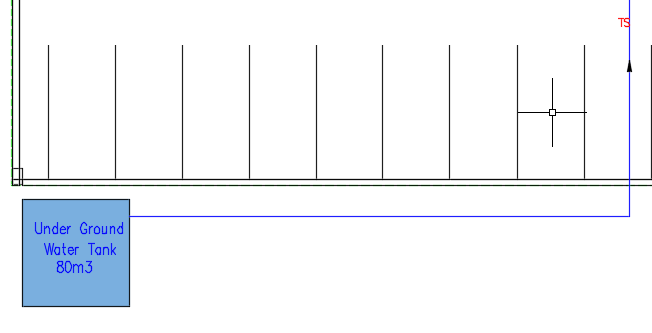 TS
Under Ground
Water Tank
80m3